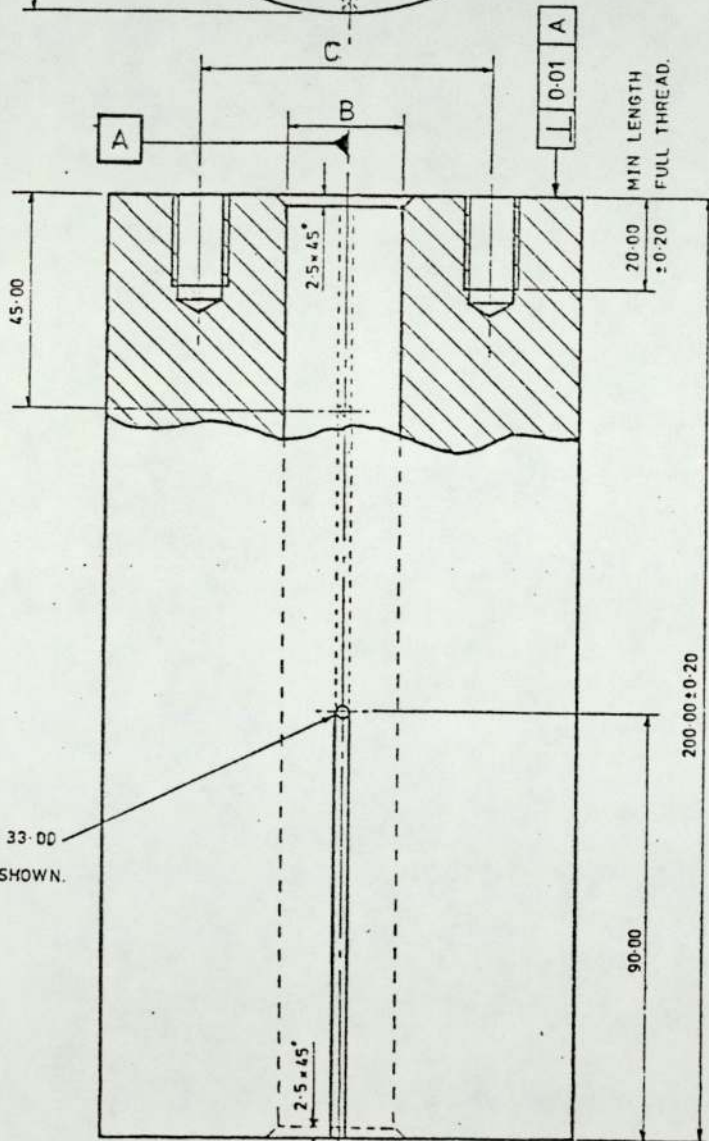 C
⊥ 0·01 A
B
A
MIN LENGTH
FULL THREAD.
20·00
±0·20
2·5 x 45°
45·00
200·00 ±0·20
33·00
SHOWN.
90·00
2·5 x 45°